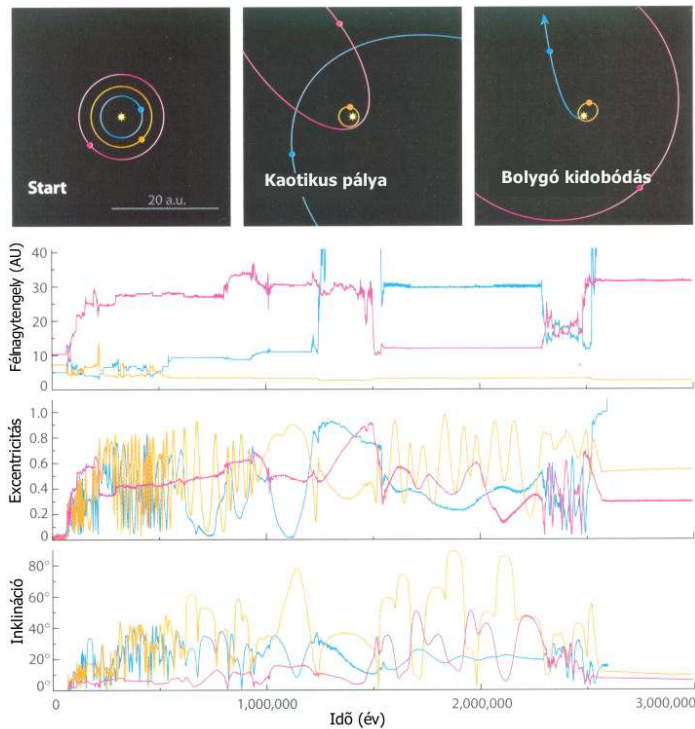 Start
20 a.u.
Kaotikus pálya
Bolygó kidobódás
Félnagytengely (AU)
40
30
20
10
0
Excentricitás
1.0
0.8
0.6
0.4
0.2
0
Inklináció
80°
60°
40°
20°
0°
0
1,000,000
2,000,000
3,000,000
Idõ (év)